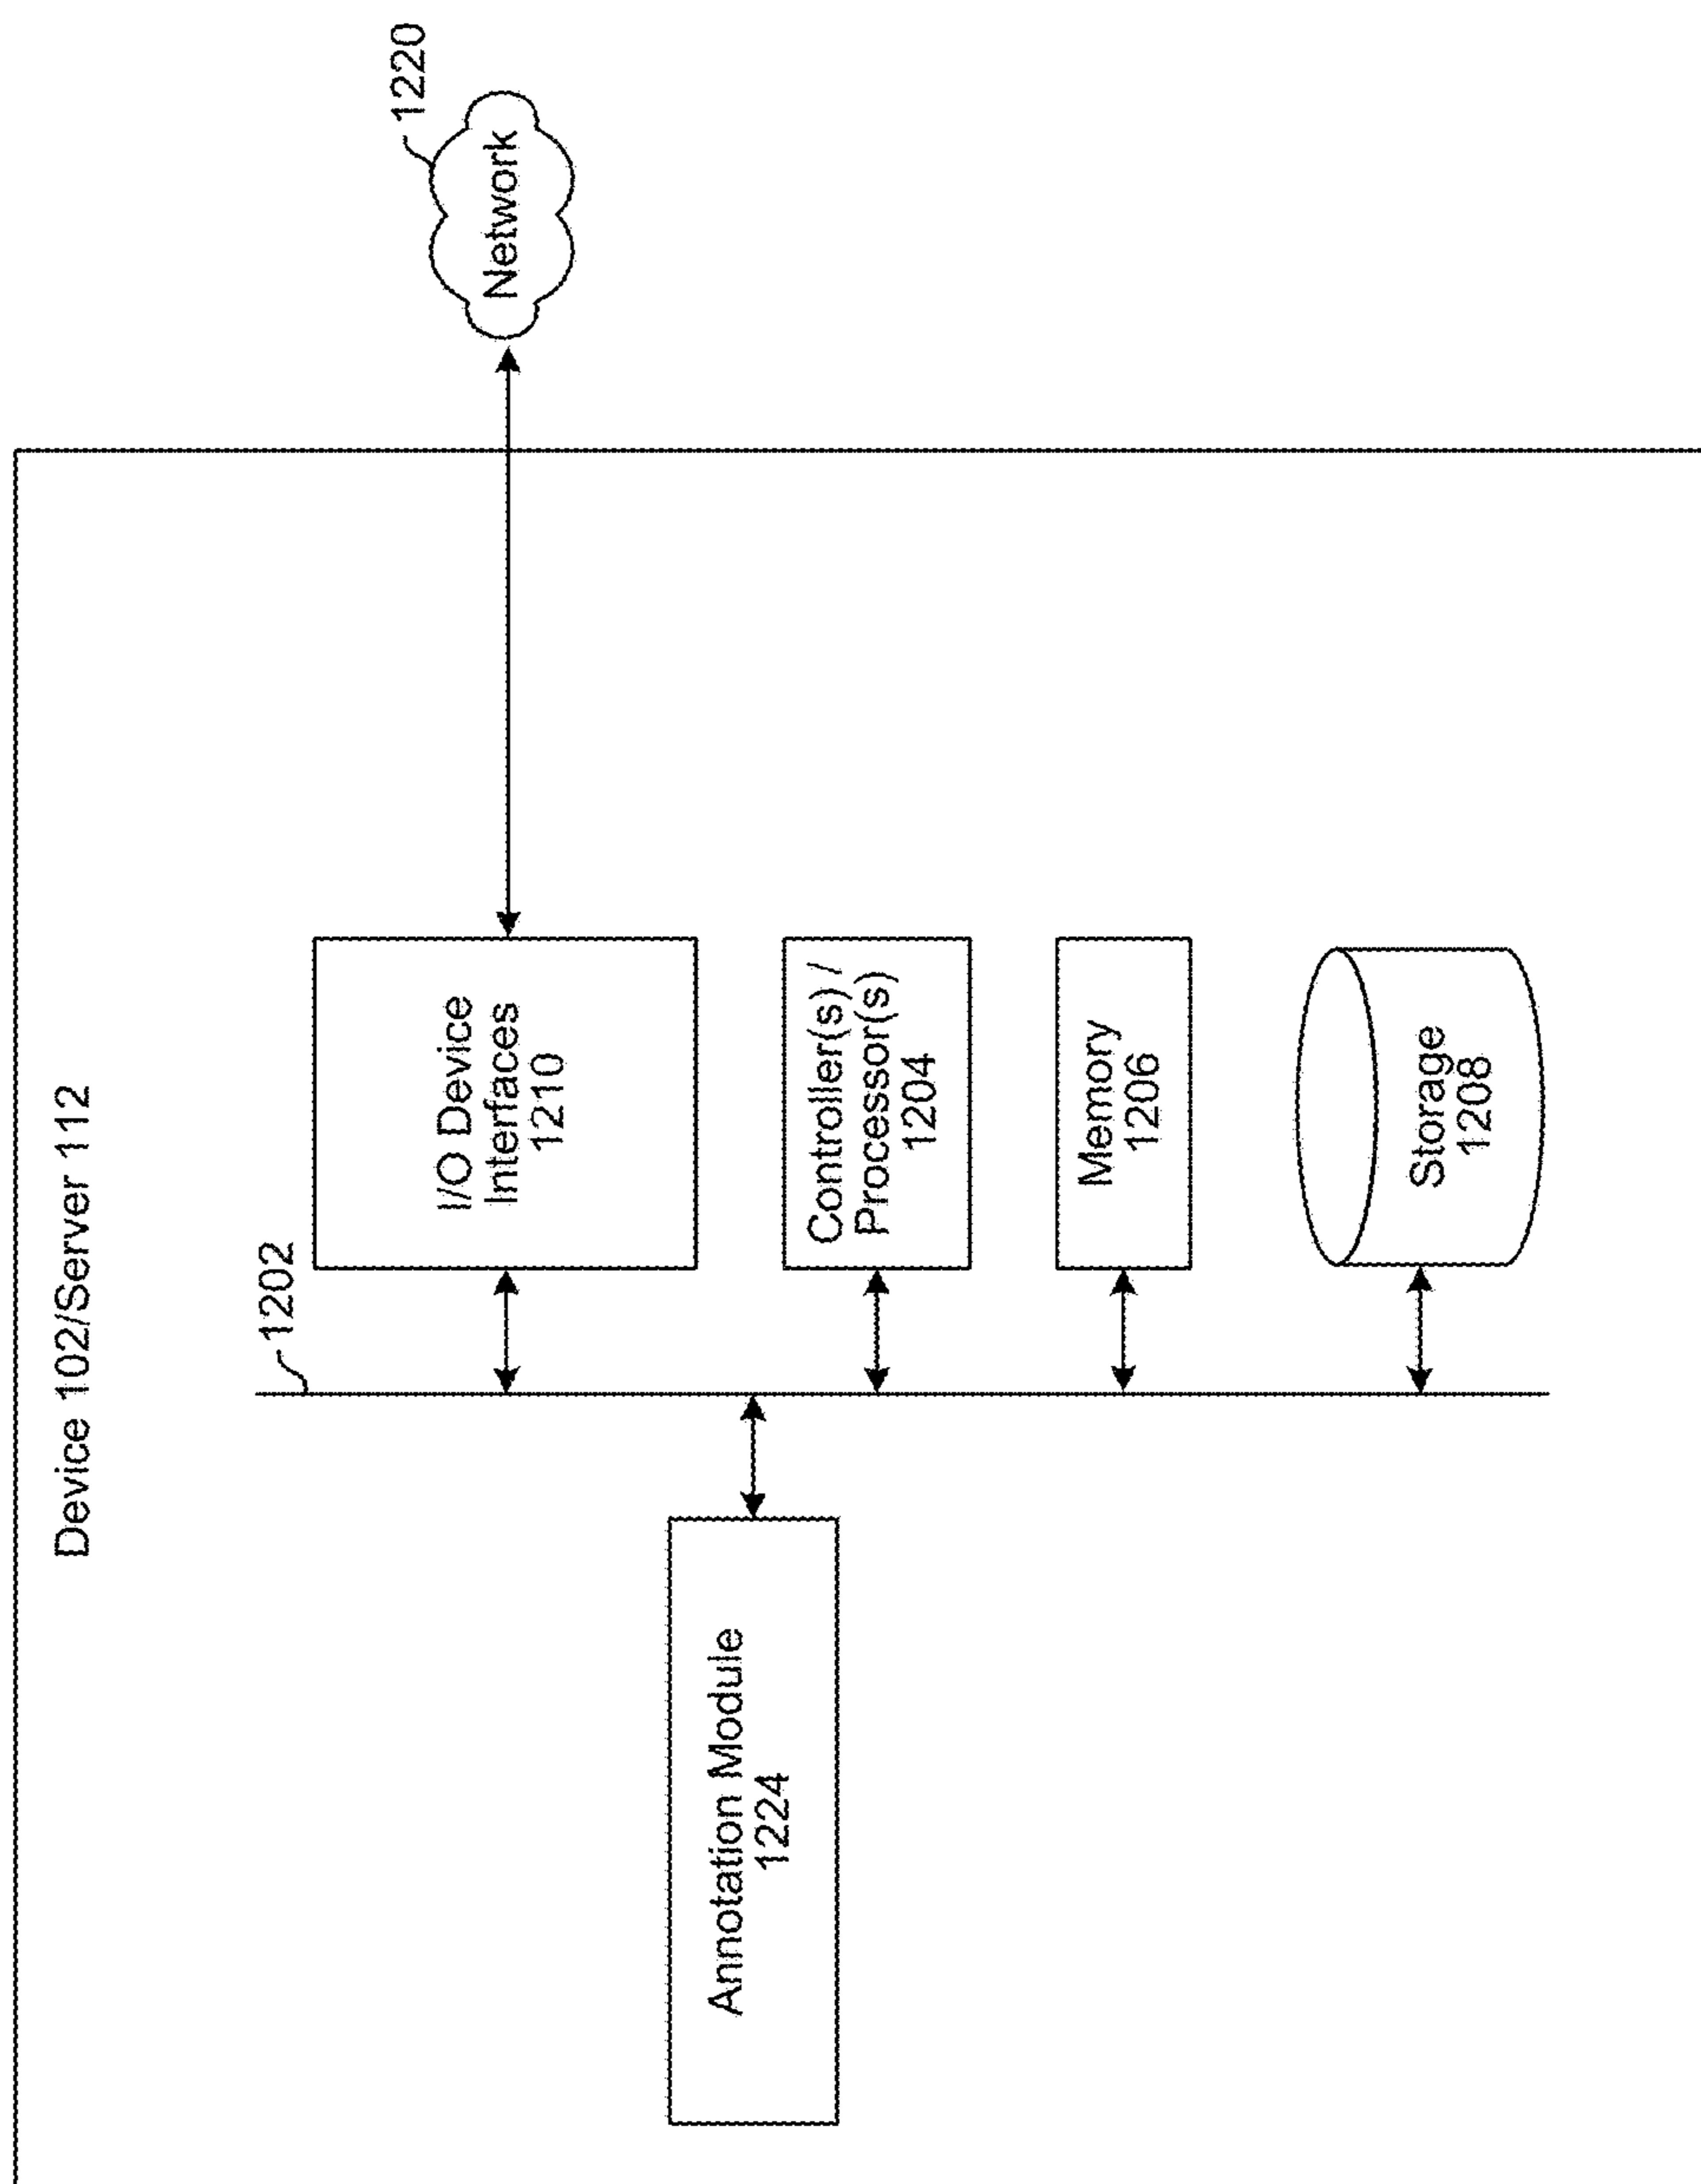 Device 102/Server 112
1202
I/O Device
Interfaces
1210
1220
Network
Annotation Module
1224
Controller(s) /
Processor(s)
1204
Memory
1206
Storage
1208